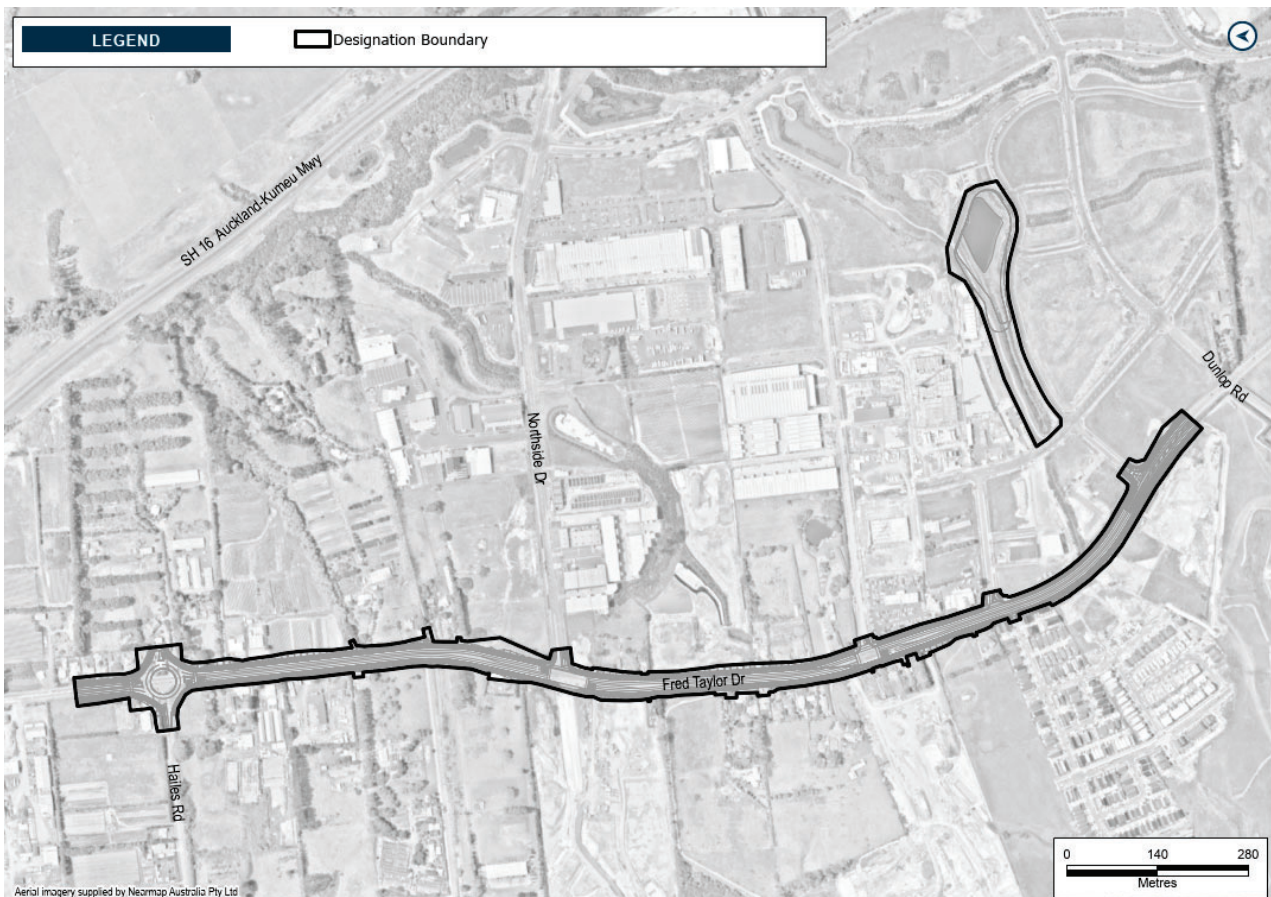 LEGEND
Designation Boundary
SH 16 Auckland-Kumeu Mwy
Dunlop Rd
Northside Dr
Fred Taylor Dr
Hailes Rd
0 140 280
Metres
Aerial imagery supplied by Nearmap Australia Pty Ltd